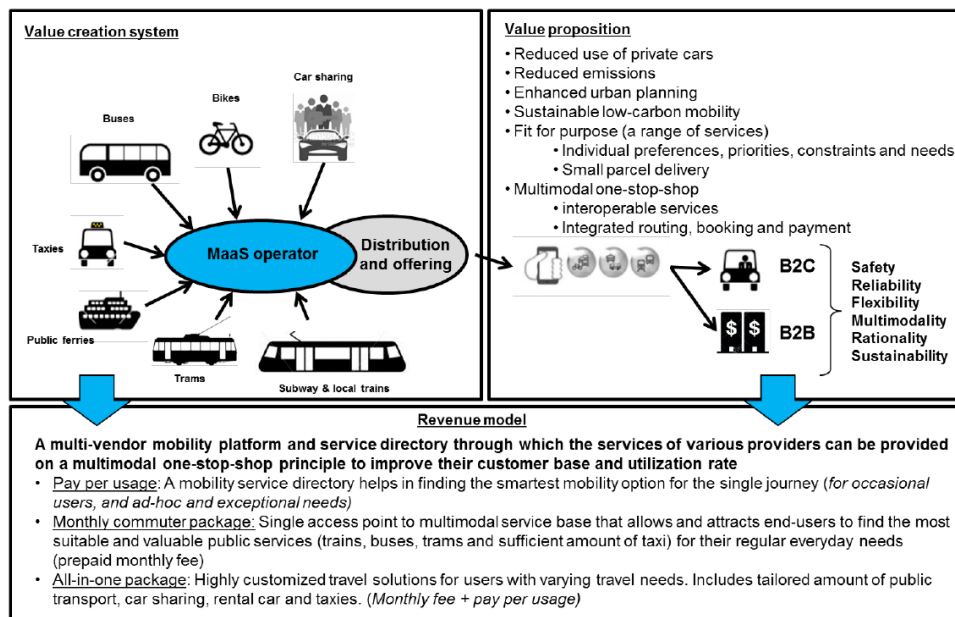 Value creation system
Car sharing
Bikes
Buses
Taxies
MaaS operator
Distribution
and offering
Public ferries
Trams
Subway & local trains
Value proposition
• Reduced use of private cars
• Reduced emissions
• Enhanced urban planning
• Sustainable low-carbon mobility
• Fit for purpose (a range of services)
• Individual preferences, priorities, constraints and needs
• Small parcel delivery
• Multimodal one-stop-shop
• interoperable services
• Integrated routing, booking and payment
B2C
$ $
B2B
Safety
Reliability
Flexibility
Multimodality
Rationality
Sustainability
Revenue model
A multi-vendor mobility platform and service directory through which the services of various providers can be provided
on a multimodal one-stop-shop principle to improve their customer base and utilization rate
• Pay per usage: A mobility service directory helps in finding the smartest mobility option for the single journey (for occasional
users, and ad-hoc and exceptional needs)
• Monthly commuter package: Single access point to multimodal service base that allows and attracts end-users to find the most
suitable and valuable public services (trains, buses, trams and sufficient amount of taxi) for their regular everyday needs
(prepaid monthly fee)
• All-in-one package: Highly customized travel solutions for users with varying travel needs. Includes tailored amount of public
transport, car sharing, rental car and taxies. (Monthly fee + pay per usage)